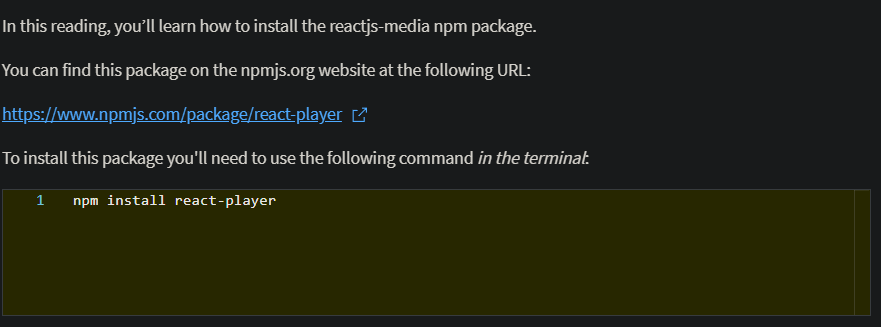 In this reading, you’ll learn how to install the reactjs-media npm package.
You can find this package on the npmjs.org website at the following URL:
https://www.npmjs.com/package/react-player
To install this package you'll need to use the following command in the terminal:
1 npm install react-player